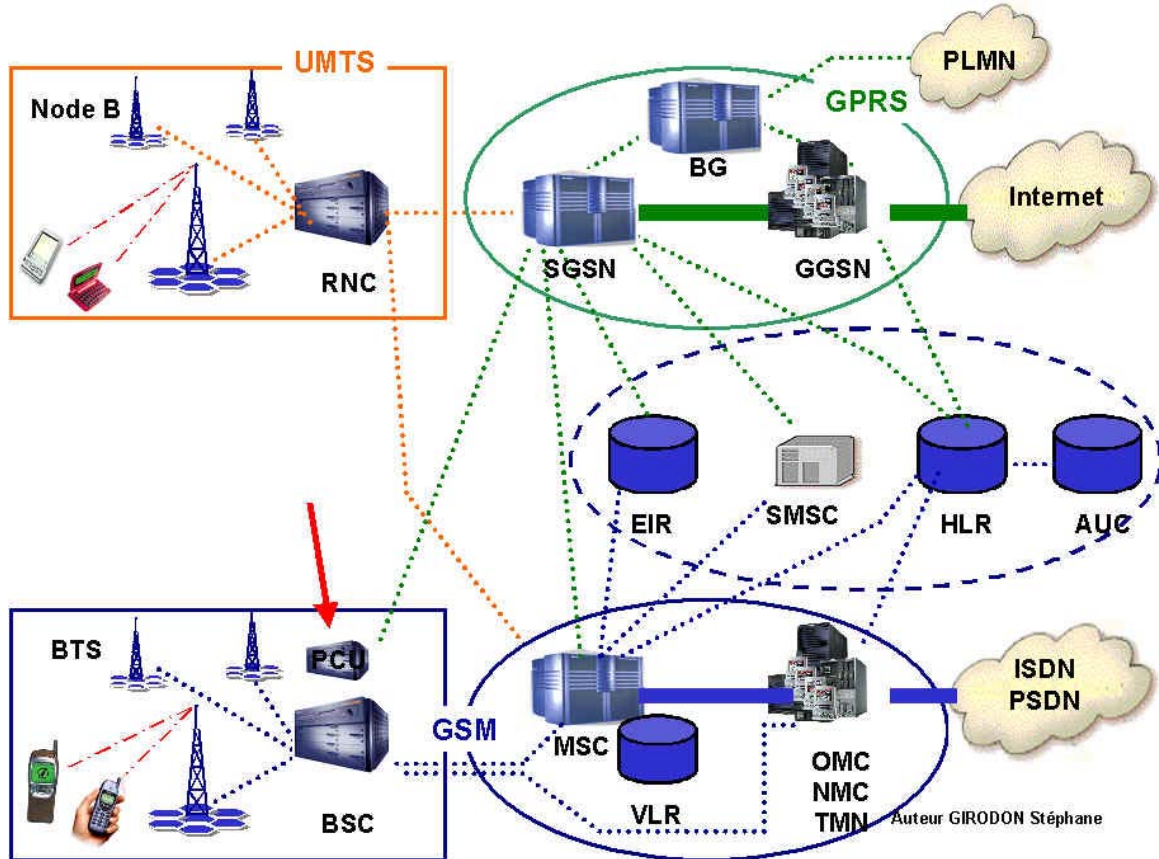 UMTS
Node B
RNC
PLMN
GPRS
BG
Internet
SGSN
GGSN
EIR
SMSC
HLR
AUC
BTS
PCU
GSM
BSC
MSC
VLR
OMC
NMC
TMN
ISDN
PSDN
Auteur GIRODON Stéphane